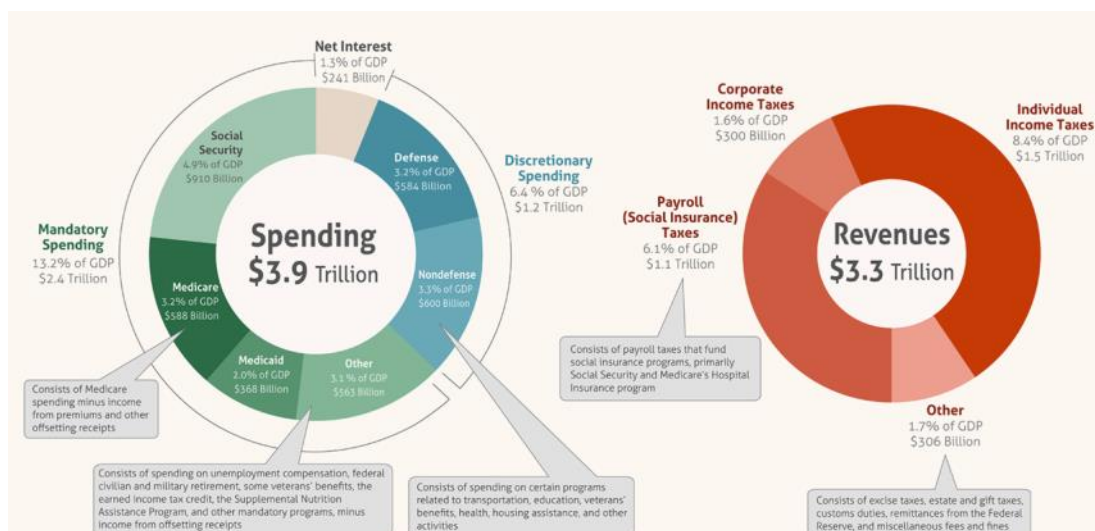 Net Interest
1.3% of GDP
$241 Billion
Social
Security
4.9% of GDP
$910 Billion
Defense
3.2% of GDP
$584 Billion
Discretionary
Spending
6.4 % of GDP
$1.2 Trillion
Mandatory
Spending
13.2% of GDP
$2.4 Trillion
Spending
$3.9 Trillion
Medicare
3.2% of GDP
$588 Billion
Nondefense
3.3% of GDP
$600 Billion
Medicaid
2.0% of GDP
$368 Billion
Other
3.1 % of GDP
$563 Billion
Consists of Medicare
spending minus income
from premiums and other
offsetting receipts
Consists of spending on unemployment compensation, federal
civilian and military retirement, some veterans' benefits, the
earned income tax credit, the Supplemental Nutrition
Assistance Program, and other mandatory programs, minus
income from offsetting receipts
Consists of spending on certain programs
related to transportation, education, veterans'
benefits, health, housing assistance, and other
activities
Corporate
Income Taxes
1.6% of GDP
$300 Billion
Individual
Income Taxes
8.4% of GDP
$1.5 Trillion
Payroll
(Social Insurance)
Taxes
6.1% of GDP
$1.1 Trillion
Revenues
$3.3 Trillion
Consists of payroll taxes that fund
social insurance programs, primarily
Social Security and Medicare's Hospital
Insurance program
Other
1.7% of GDP
$306 Billion
Consists of excise taxes, estate and gift taxes,
customs duties, remittances from the Federal
Reserve, and miscellaneous fees and fines